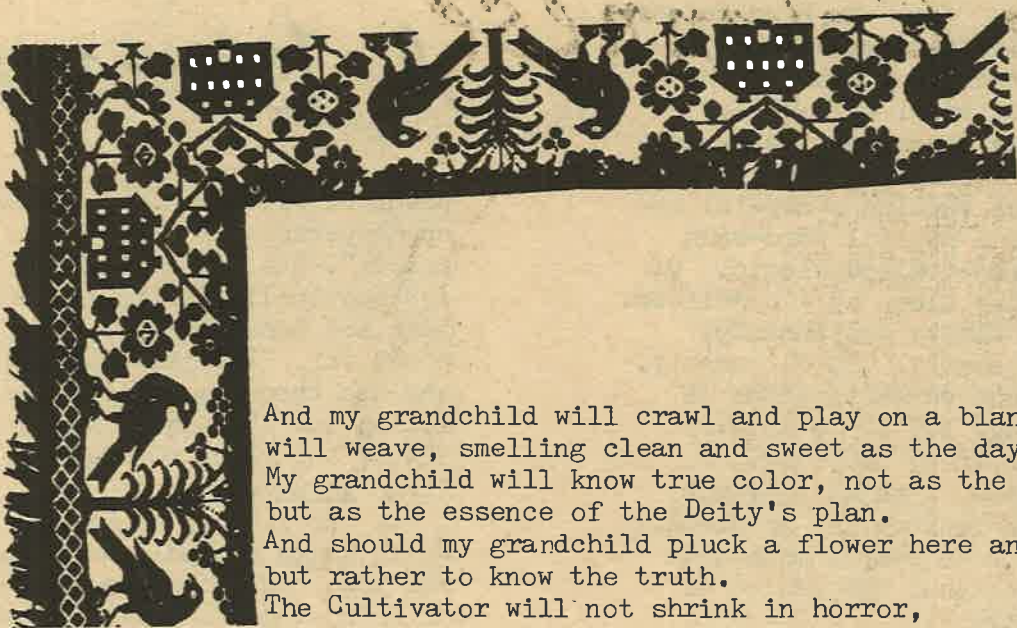 And my grandchild will crawl and play on a blan
will weave, smelling clean and sweet as the day
My grandchild will know true color, not as the
but as the essence of the Deity's plan.
And should my grandchild pluck a flower here an
but rather to know the truth.
The Cultivator will not shrink in horror,